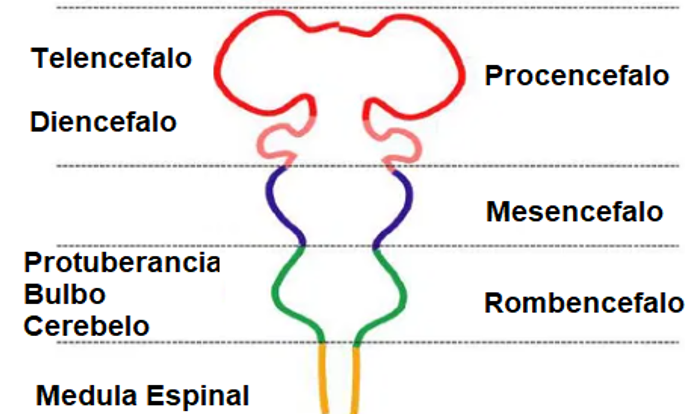 Telencefalo
Procencefalo
Diencefalo
Mesencefalo
Protuberancia
Bulbo
Cerebelo
Rombencefalo
Medula Espinal